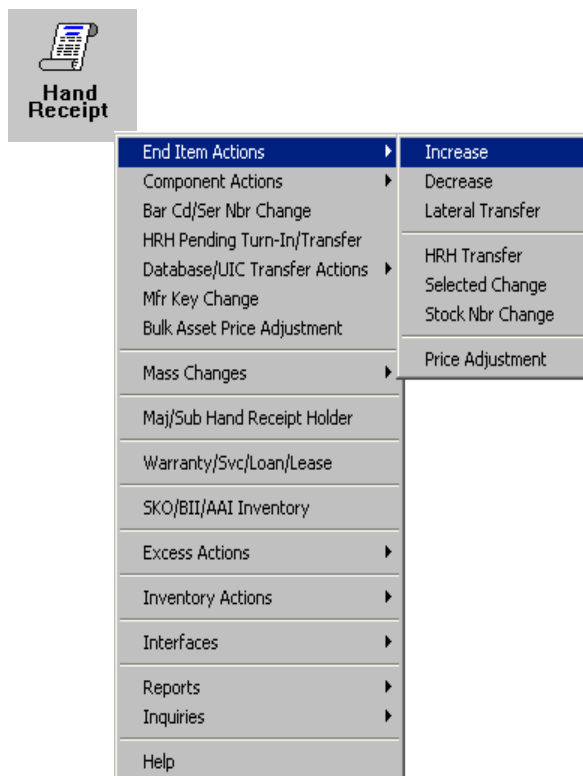 Hand
Receipt
End Item Actions
Component Actions
Bar Cd/Ser Nbr Change
HRH Pending Turn-In/Transfer
Database/UIC Transfer Actions
Mfr Key Change
Bulk Asset Price Adjustment
Mass Changes
Maj/Sub Hand Receipt Holder
Warranty/Svc/Loan/Lease
SKO/BII/AAI Inventory
Excess Actions
Inventory Actions
Interfaces
Reports
Inquiries
Help
Increase
Decrease
Lateral Transfer
HRH Transfer
Selected Change
Stock Nbr Change
Price Adjustment